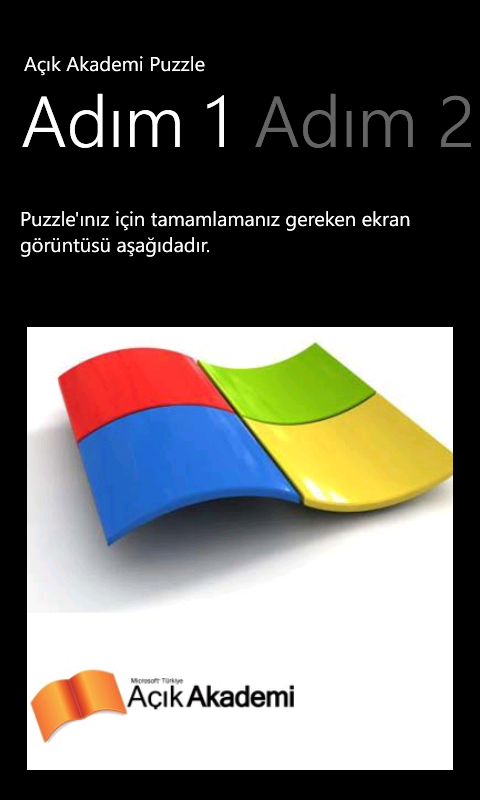 Açık Akademi Puzzle
Adım 1 Adım 2
Puzzle'ınız için tamamlamanız gereken ekran
görüntüsü aşağıdadır.
Microsoft Türkiye
Açık Akademi